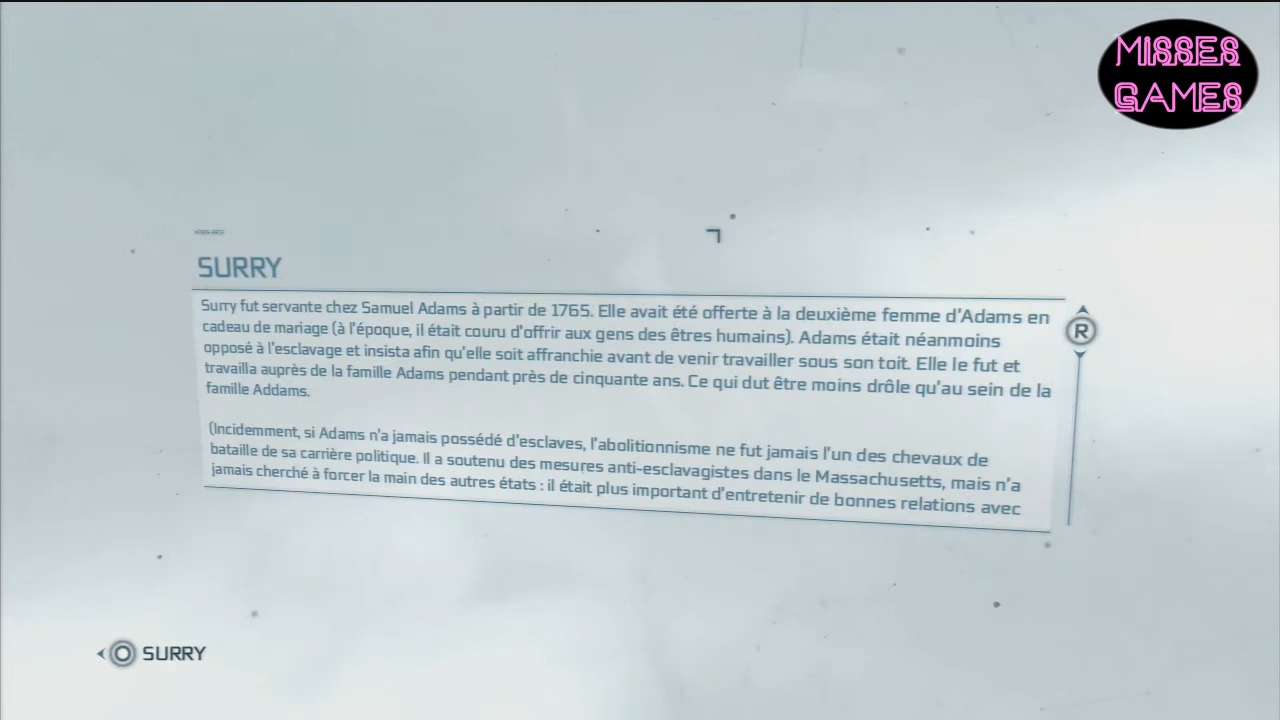 MISSES
GAMES
SURRY
Surry fut servante chez Samuel Adams à partir de 1765. Elle avait été offerte à la deuxième femme d'Adams en
cadeau de mariage (à l'époque, il était couru d'offrir aux gens des êtres humains). Adams était néanmoins
opposé à l'esclavage et insista afin qu'elle soit affranchie avant de venir travailler sous son toit. Elle le fut et
travailla auprès de la famille Adams pendant près de cinquante ans. Ce qui dut être moins drôle qu'au sein de la
famille Addams.
(Incidemment, si Adams n'a jamais possédé d'esclaves, l'abolitionnisme ne fut jamais l'un des chevaux de
bataille de sa carrière politique. Il a soutenu des mesures anti-esclavagistes dans le Massachusetts, mais n'a
jamais cherché à forcer la main des autres états : il était plus important d'entretenir de bonnes relations avec
R
SURRY